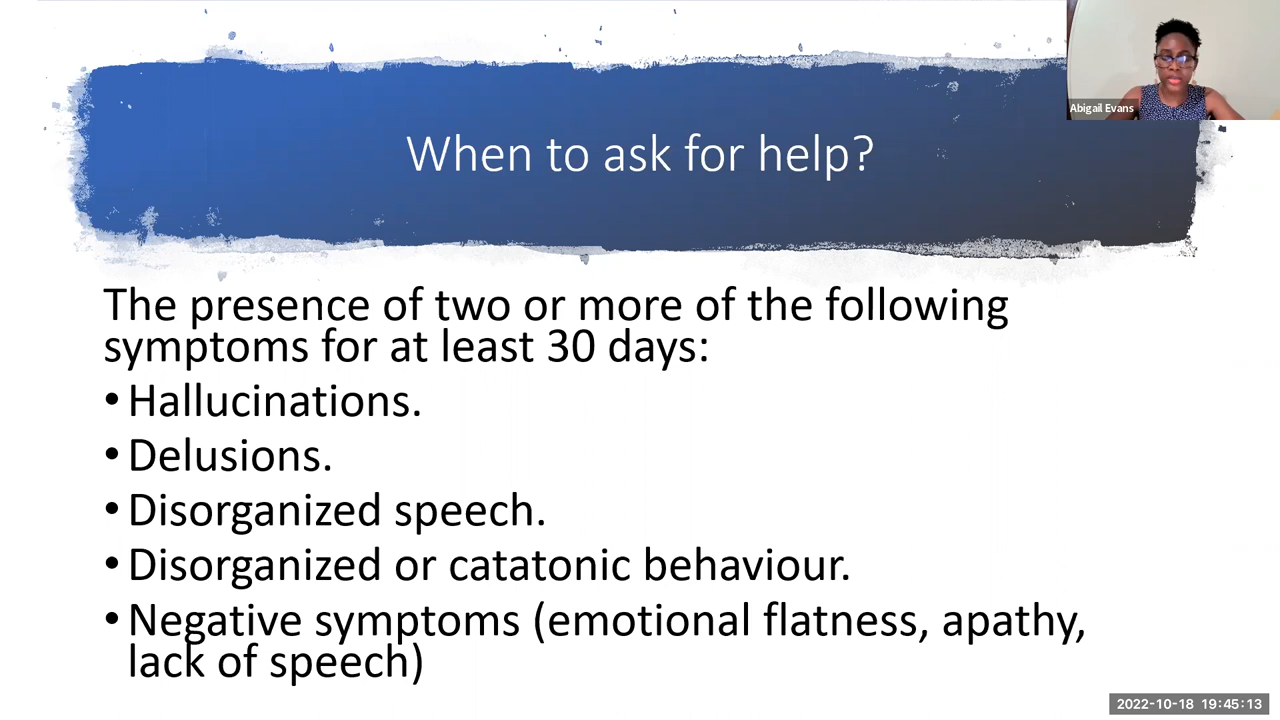 Abigail Evans
When to ask for help?
The presence of two or more of the following
symptoms for at least 30 days:
•Hallucinations.
•Delusions.
•Disorganized speech.
•Disorganized or catatonic behaviour.
•Negative symptoms (emotional flatness, apathy,
lack of speech)
2022-10-18 19:45:13